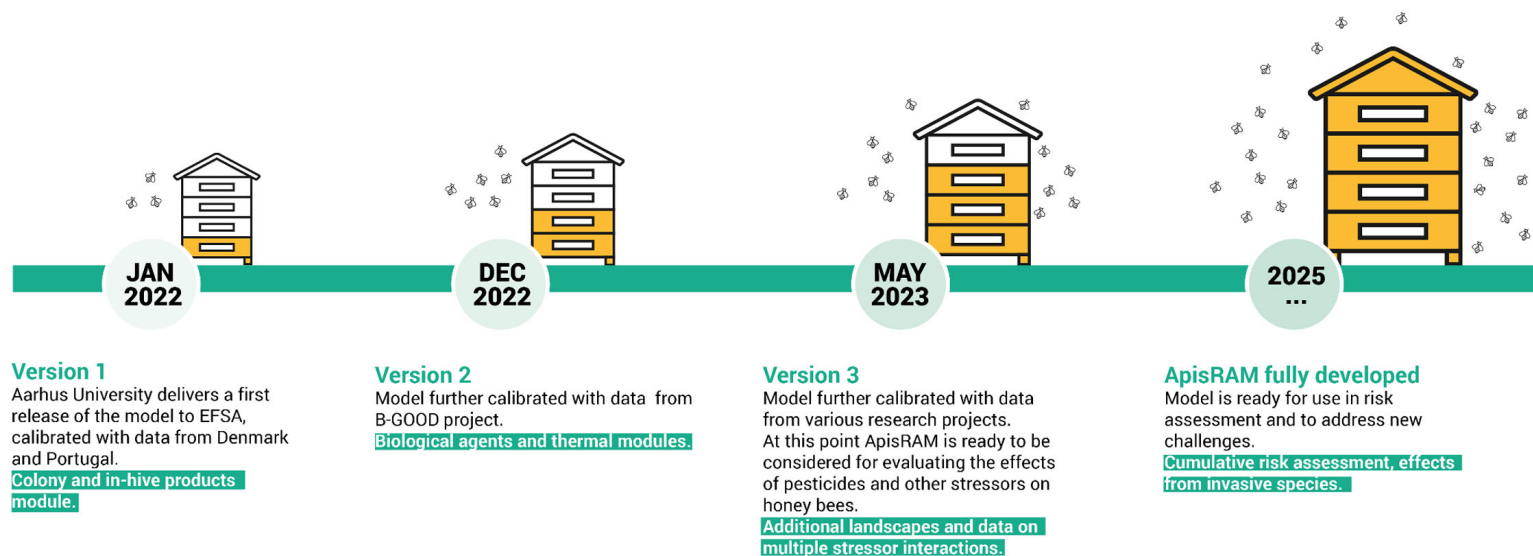 JAN
2022
DEC
2022
MAY
2023
2025
...
Version 1
Aarhus University delivers a first
release of the model to EFSA,
calibrated with data from Denmark
and Portugal.
Colony and in-hive products
module.
Version 2
Model further calibrated with data from
B-GOOD project.
Biological agents and thermal modules.
Version 3
Model further calibrated with data
from various research projects.
At this point ApisRAM is ready to be
considered for evaluating the effects
of pesticides and other stressors on
honey bees.
Additional landscapes and data on
multiple stressor interactions.
ApisRAM fully developed
Model is ready for use in risk
assessment and to address new
challenges.
Cumulative risk assessment, effects
from invasive species.